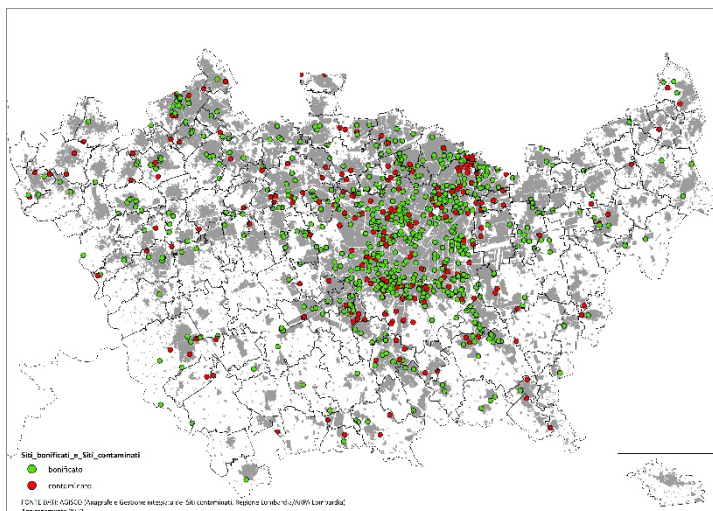 Siti_bonificati_e_Siti_contaminati
bonificato
contaminato
FONTE DATI: AGISCO (Anagrafe e Gestione integrata dei Siti contaminati, Regione Lombardia/ARPA Lombardia)